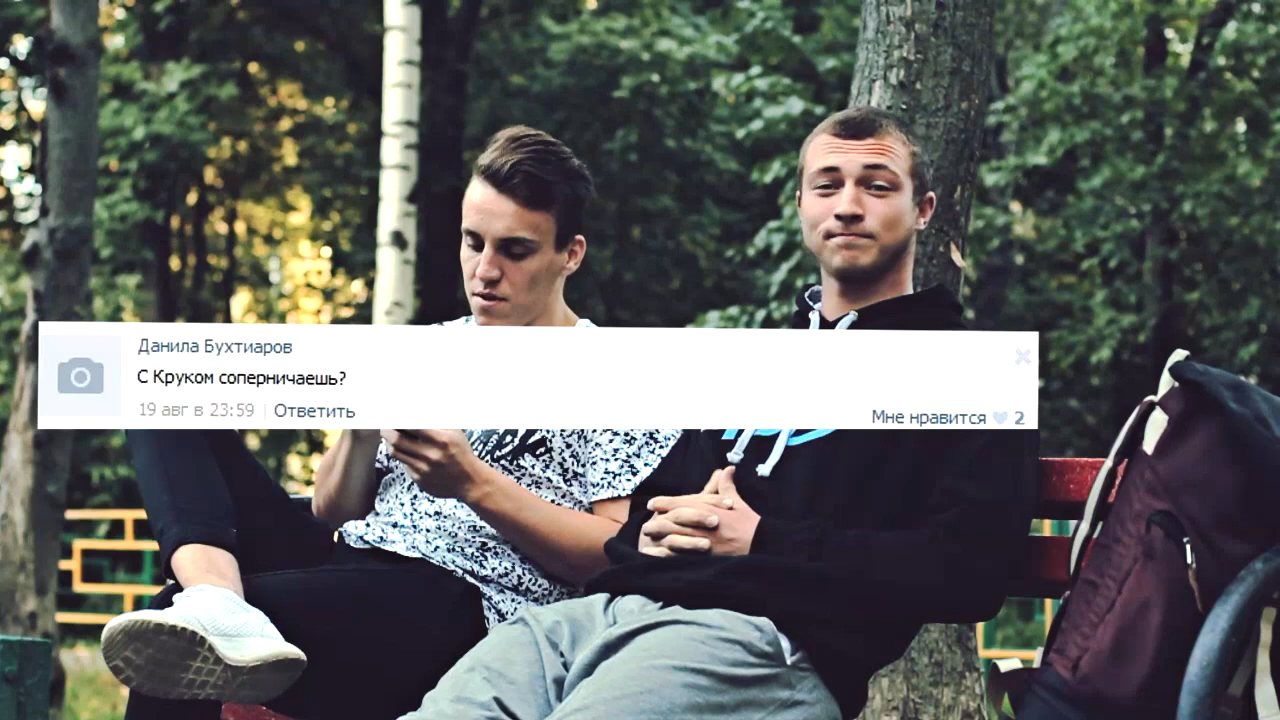 Данила Бухтиаров
С Круком соперничаешь?
19 авг в 23:59 | Ответить
Мне нравится 2